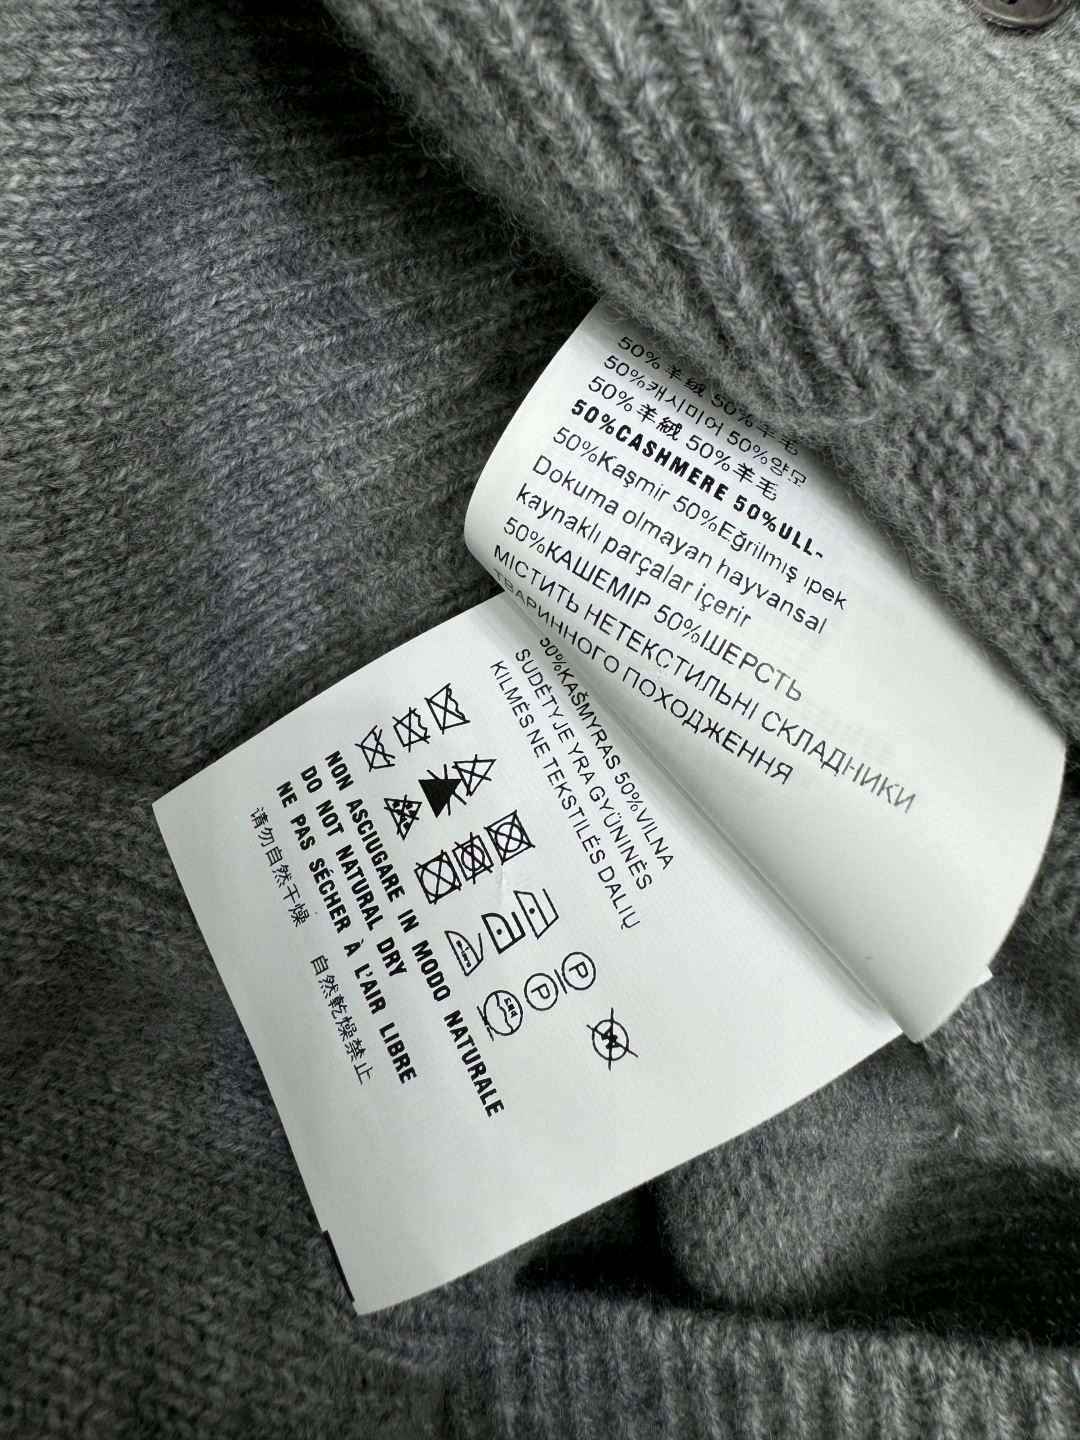 50%羊绒 50%羊毛
50%캐시미어 50%양모
50%羊絨 50%羊毛
50%CASHMERE 50%ULL-
50%Kaşmir 50%Eğrilmiş ıpek
Dokuma olmayan hayvansal
kaynaklı parçalar içerir
50%КАШЕМІР 50%ШЕРСТЬ
МІСТИТЬ НЕТЕКСТИЛЬНІ СКЛАДНИКИ
ТВАРИННОГО ПОХОДЖЕННЯ
50%KAŠMYRAS 50%VILNA
SUDĖTYJE YRA GYŪNINĖS
KILMĖS NE TEKSTILĖS DALIŲ
P
P
W
NON ASCIUGARE IN MODO NATURALE
DO NOT NATURAL DRY
NE PAS SÉCHER À L'AIR LIBRE
请勿自然干燥 自然乾燥禁止